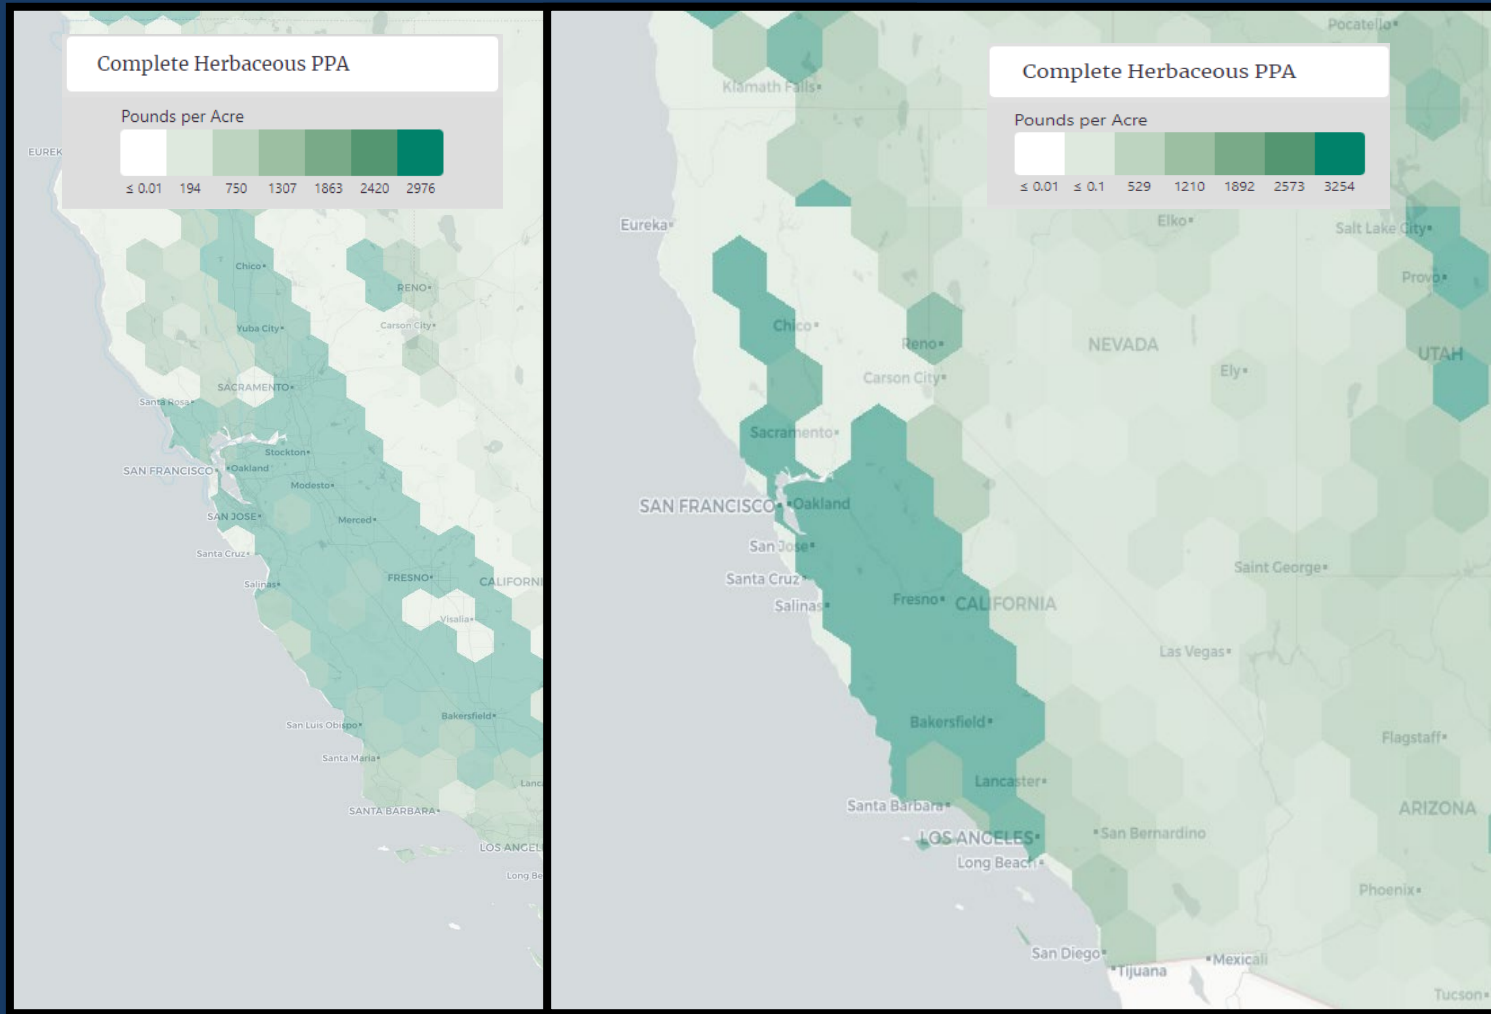 Complete Herbaceous PPA
Pounds per Acre
≤ 0.01 194 750 1307 1863 2420 2976
EUREK
Chico
RENO
Yuba City
Carson City
SACRAMENTO
Santa Rosa
Stockton
SAN FRANCISCO
Oakland
Modesto
SAN JOSE
Merced
Santa Cruz
FRESNO
CALIFORNI
Salinas
Visalia
Bakersfield
San Luis Obispo
Santa Maria
Lanc
SANTA BARBARA
LOS ANGEL
Long Be
Pocatello
Complete Herbaceous PPA
Klamath Falls
Pounds per Acre
≤ 0.01 ≤ 0.1 529 1210 1892 2573 3254
Eureka
Elko
Salt Lake City
Provo
Chico
Reno
NEVADA
UTAH
Carson City
Ely
Sacramento
SAN FRANCISCO
Oakland
San Jose
Saint George
Santa Cruz
Fresno
CALIFORNIA
Salinas
Las Vegas
Bakersfield
Flagstaff
Lancaster
Santa Barbara
ARIZONA
LOS ANGELES
San Bernardino
Long Beach
Phoenix
San Diego
Mexicali
Tijuana
Tucson